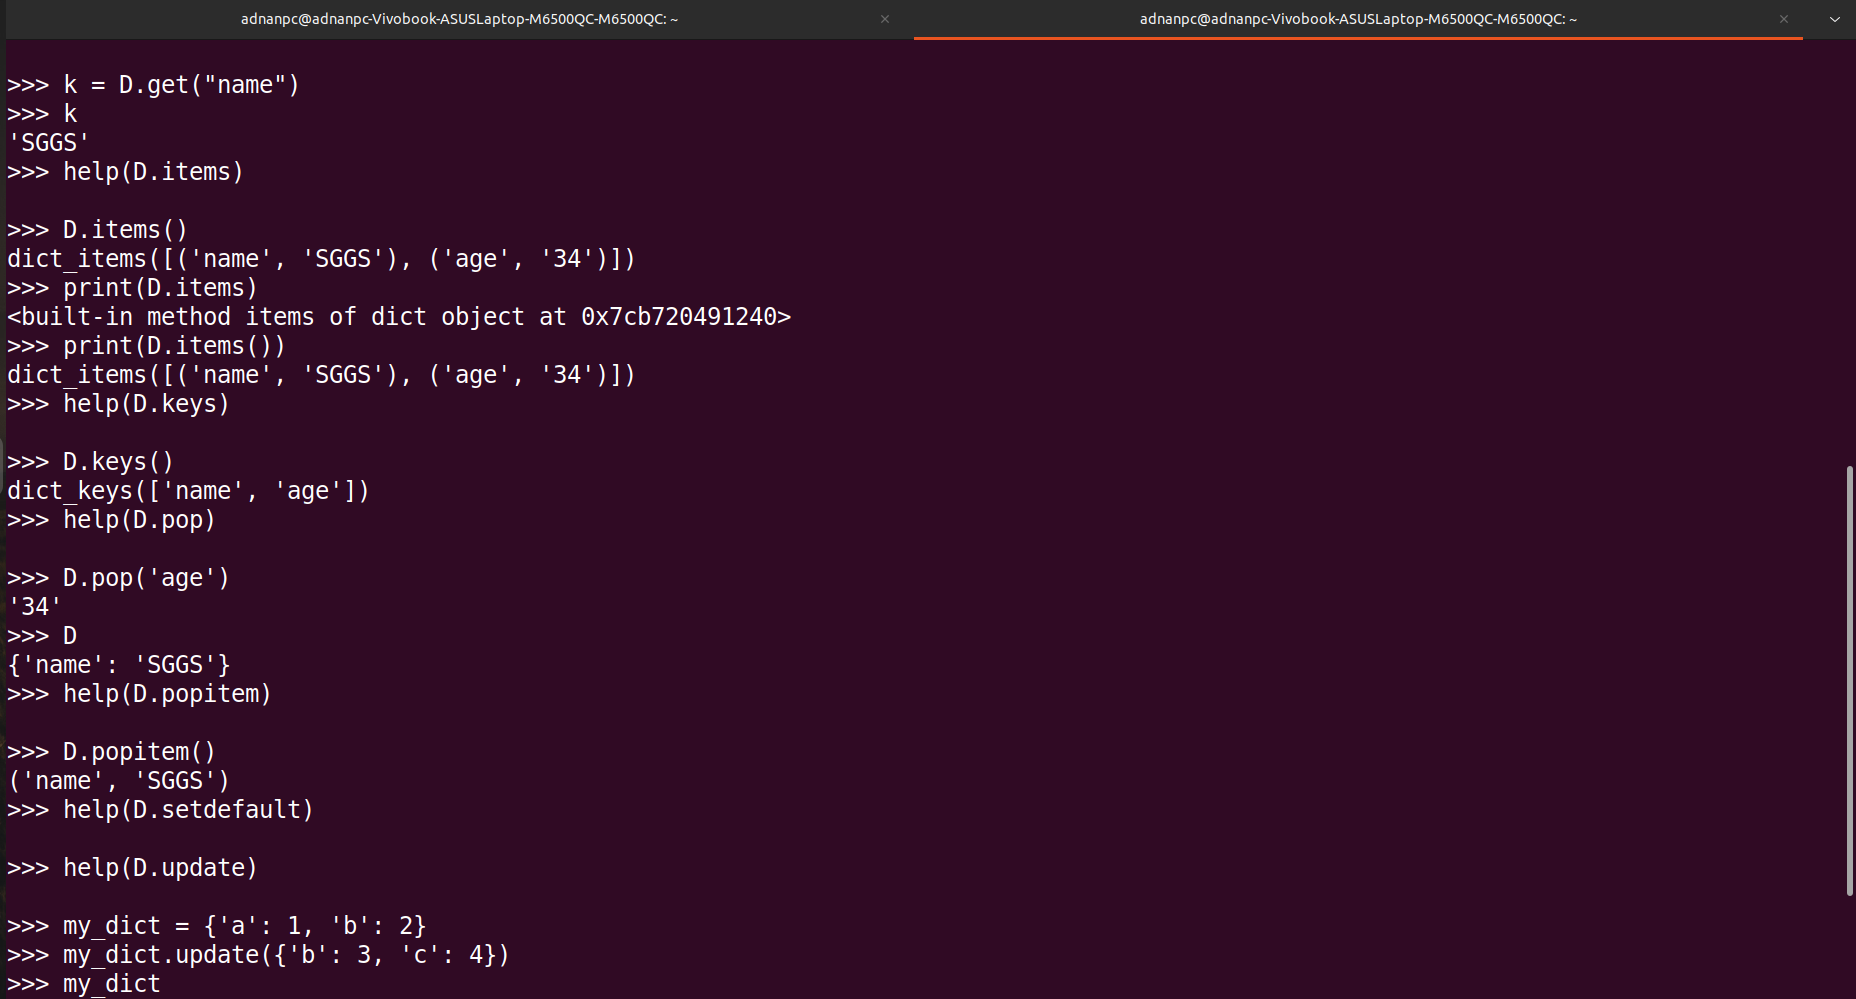 adnanpc@adnanpc-Vivobook-ASUSLaptop-M6500QC-M6500QC: ~
adnanpc@adnanpc-Vivobook-ASUSLaptop-M6500QC-M6500QC: ~
>>> k = D.get("name")
>>> k
'SGGS'
>>> help(D.items)
>>> D.items()
dict_items([('name', 'SGGS'), ('age', '34')])
>>> print(D.items)
<built-in method items of dict object at 0x7cb720491240>
>>> print(D.items())
dict_items([('name', 'SGGS'), ('age', '34')])
>>> help(D.keys)
>>> D.keys()
dict_keys(['name', 'age'])
>>> help(D.pop)
>>> D.pop('age')
'34'
>>> D
{'name': 'SGGS'}
>>> help(D.popitem)
>>> D.popitem()
('name', 'SGGS')
>>> help(D.setdefault)
>>> help(D.update)
>>> my_dict = {'a': 1, 'b': 2}
>>> my_dict.update({'b': 3, 'c': 4})
>>> my_dict